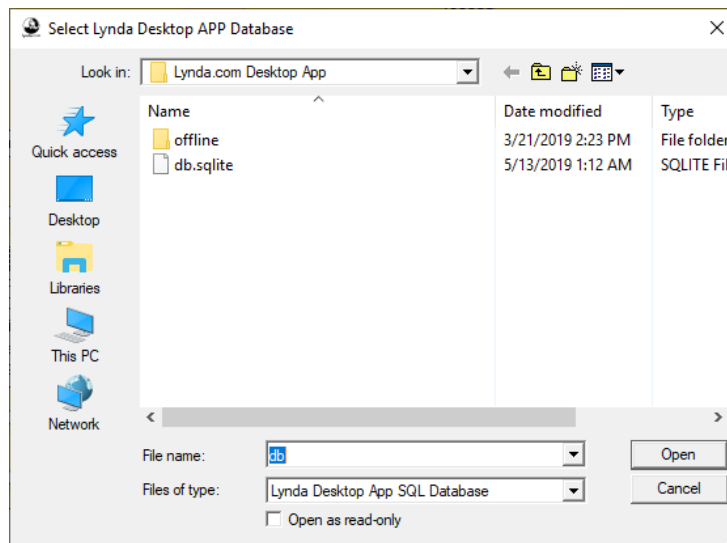 Select Lynda Desktop APP Database
Look in: Lynda.com Desktop App
Name Date modified Type
offline 3/21/2019 2:23 PM File folder
db.sqlite 5/13/2019 1:12 AM SQLITE Fil
Quick access
Desktop
Libraries
This PC
Network
File name: db Open
Files of type: Lynda Desktop App SQL Database Cancel
Open as read-only